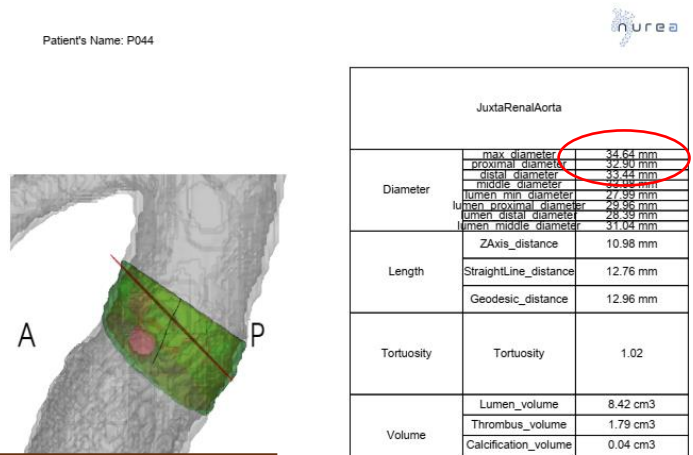 nurea
Patient's Name: P044
JuxtaRenalAorta
Diameter
max_diameter 34.64 mm
proximal_diameter 32.90 mm
distal_diameter 33.44 mm
middle_diameter 33.98 mm
lumen_min_diameter 27.99 mm
lumen_proximal_diameter 29.96 mm
lumen_distal_diameter 28.39 mm
lumen_middle_diameter 31.04 mm
Length
ZAxis_distance 10.98 mm
StraightLine_distance 12.76 mm
Geodesic_distance 12.96 mm
Tortuosity Tortuosity 1.02
Volume
Lumen_volume 8.42 cm3
Thrombus_volume 1.79 cm3
Calcification_volume 0.04 cm3
A
P